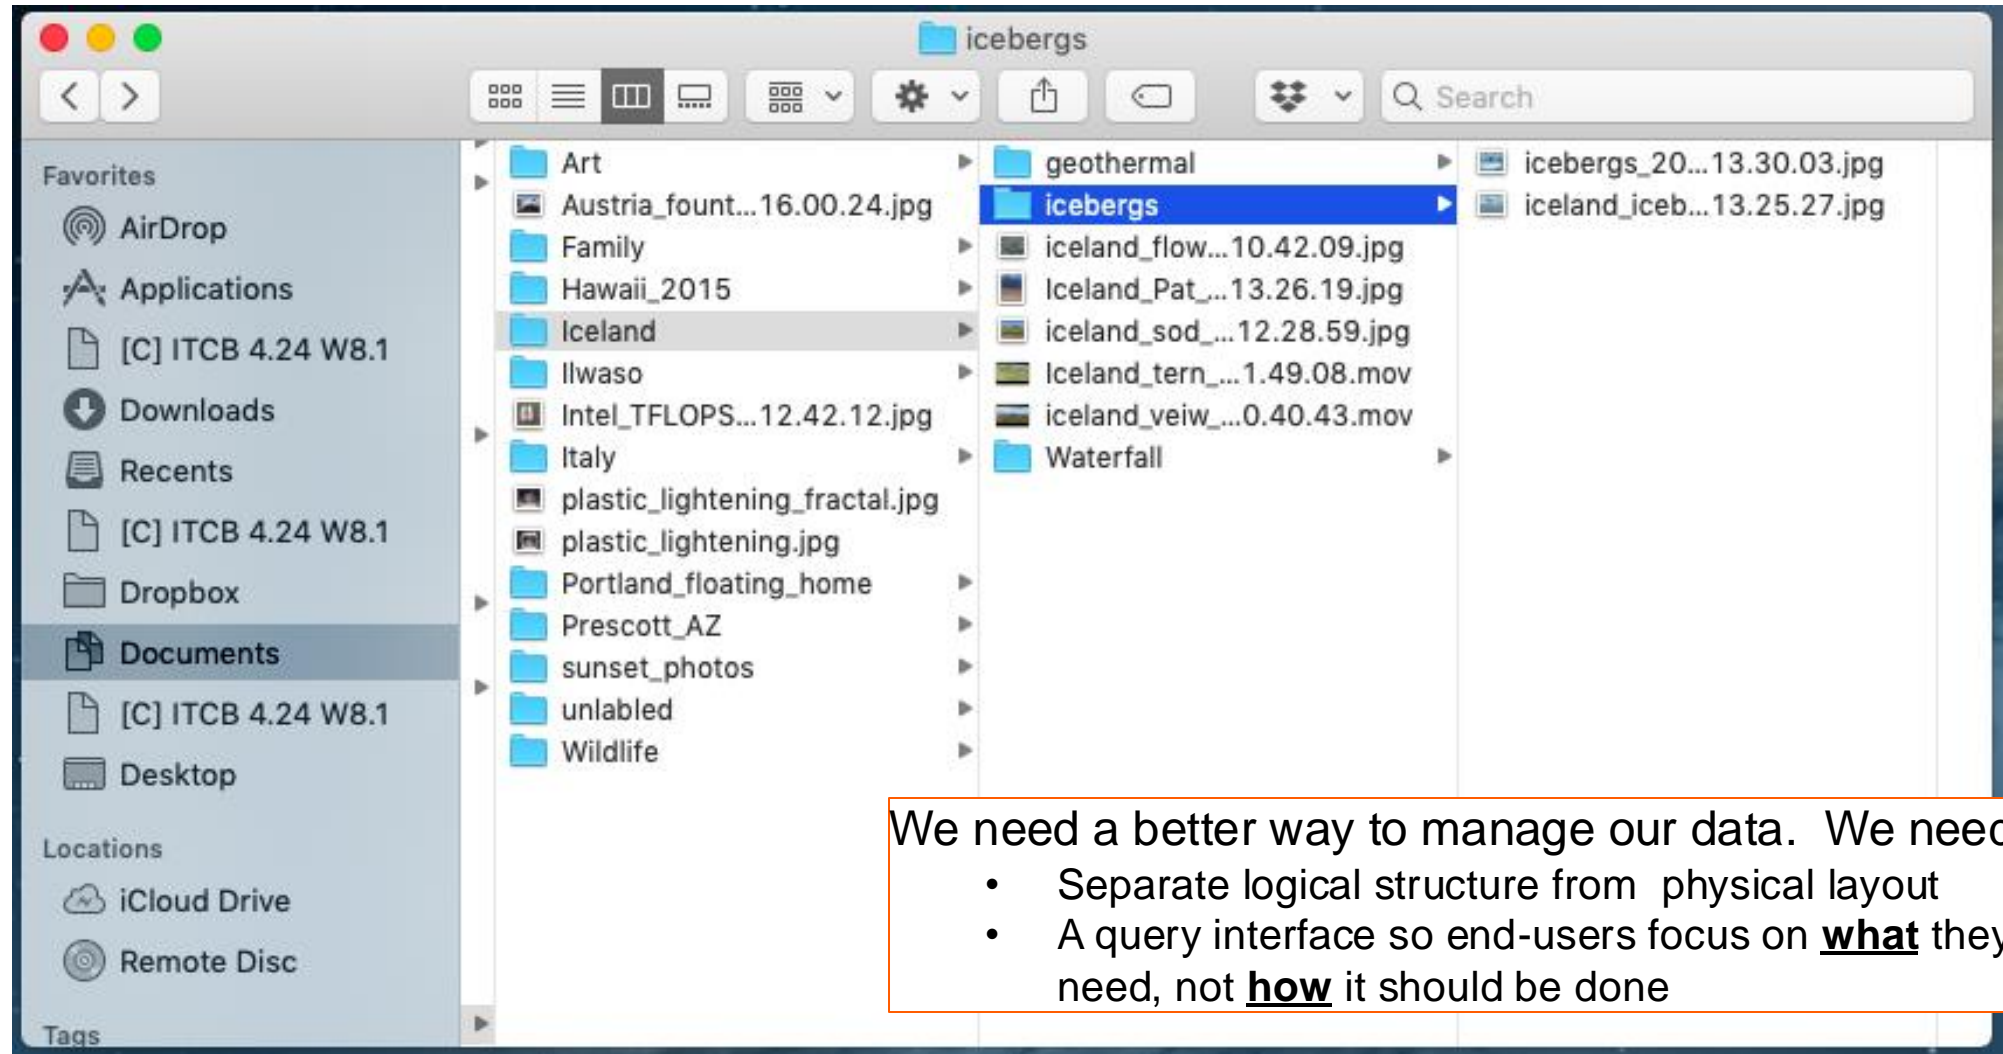 icebergs
Search
Favorites
AirDrop
Applications
[C] ITCB 4.24 W8.1
Downloads
Recents
[C] ITCB 4.24 W8.1
Dropbox
Documents
[C] ITCB 4.24 W8.1
Desktop
Locations
iCloud Drive
Remote Disc
Tags
Art
Austria_fount...16.00.24.jpg
Family
Hawaii_2015
Iceland
Ilwaso
Intel_TFLOPS...12.42.12.jpg
Italy
plastic_lightening_fractal.jpg
plastic_lightening.jpg
Portland_floating_home
Prescott_AZ
sunset_photos
unlabled
Wildlife
geothermal
icebergs
iceland_flow...10.42.09.jpg
Iceland_Pat_...13.26.19.jpg
iceland_sod_...12.28.59.jpg
Iceland_tern_...1.49.08.mov
iceland_veiw_...0.40.43.mov
Waterfall
icebergs_20...13.30.03.jpg
iceland_iceb...13.25.27.jpg
We need a better way to manage our data.  We need
• Separate logical structure from  physical layout
• A query interface so end-users focus on what they
need, not how it should be done